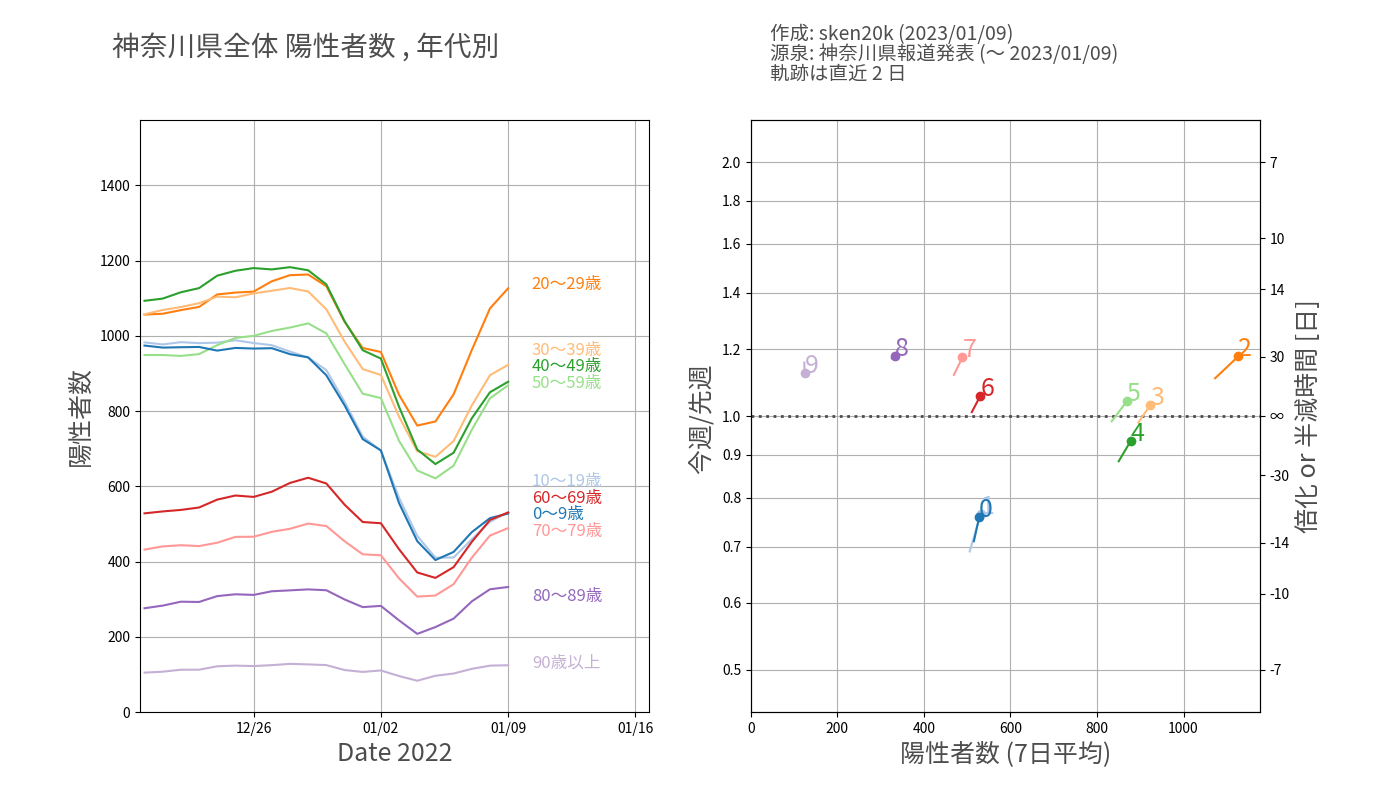 神奈川県全体 陽性者数 , 年代別
作成: sken20k (2023/01/09)
源泉: 神奈川県報道発表 (～ 2023/01/09)
軌跡は直近 2 日
陽性者数
1400
1200
1000
800
600
400
200
0
12/26
01/02
01/09
01/16
Date 2022
20～29歳
30～39歳
40～49歳
50～59歳
10～19歳
60～69歳
0～9歳
70～79歳
80～89歳
90歳以上
今週/先週
2.0
1.8
1.6
1.4
1.2
1.0
0.9
0.8
0.7
0.6
0.5
9
8
7
6
5
3
4
2
1
0
0
200
400
600
800
1000
陽性者数 (7日平均)
7
10
14
30
∞
-30
-14
-10
-7
倍化 or 半減時間 [日]